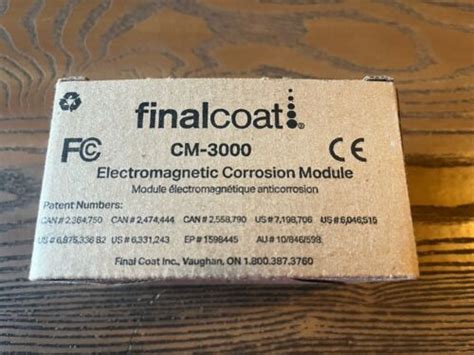 finalcoat
FC CM-3000 CE
Electromagnetic Corrosion Module
Module électromagnétique anticorrosion
Patent Numbers:
CAN # 2,364,750 CAN # 2,474,444 CAN # 2,558,790 US # 7,198,706 US # 6,046,515
US # 6,875,336 B2 US # 6,331,243 EP # 1598445 AU # 10/846/598
Final Coat Inc., Vaughan, ON 1.800.387.3760